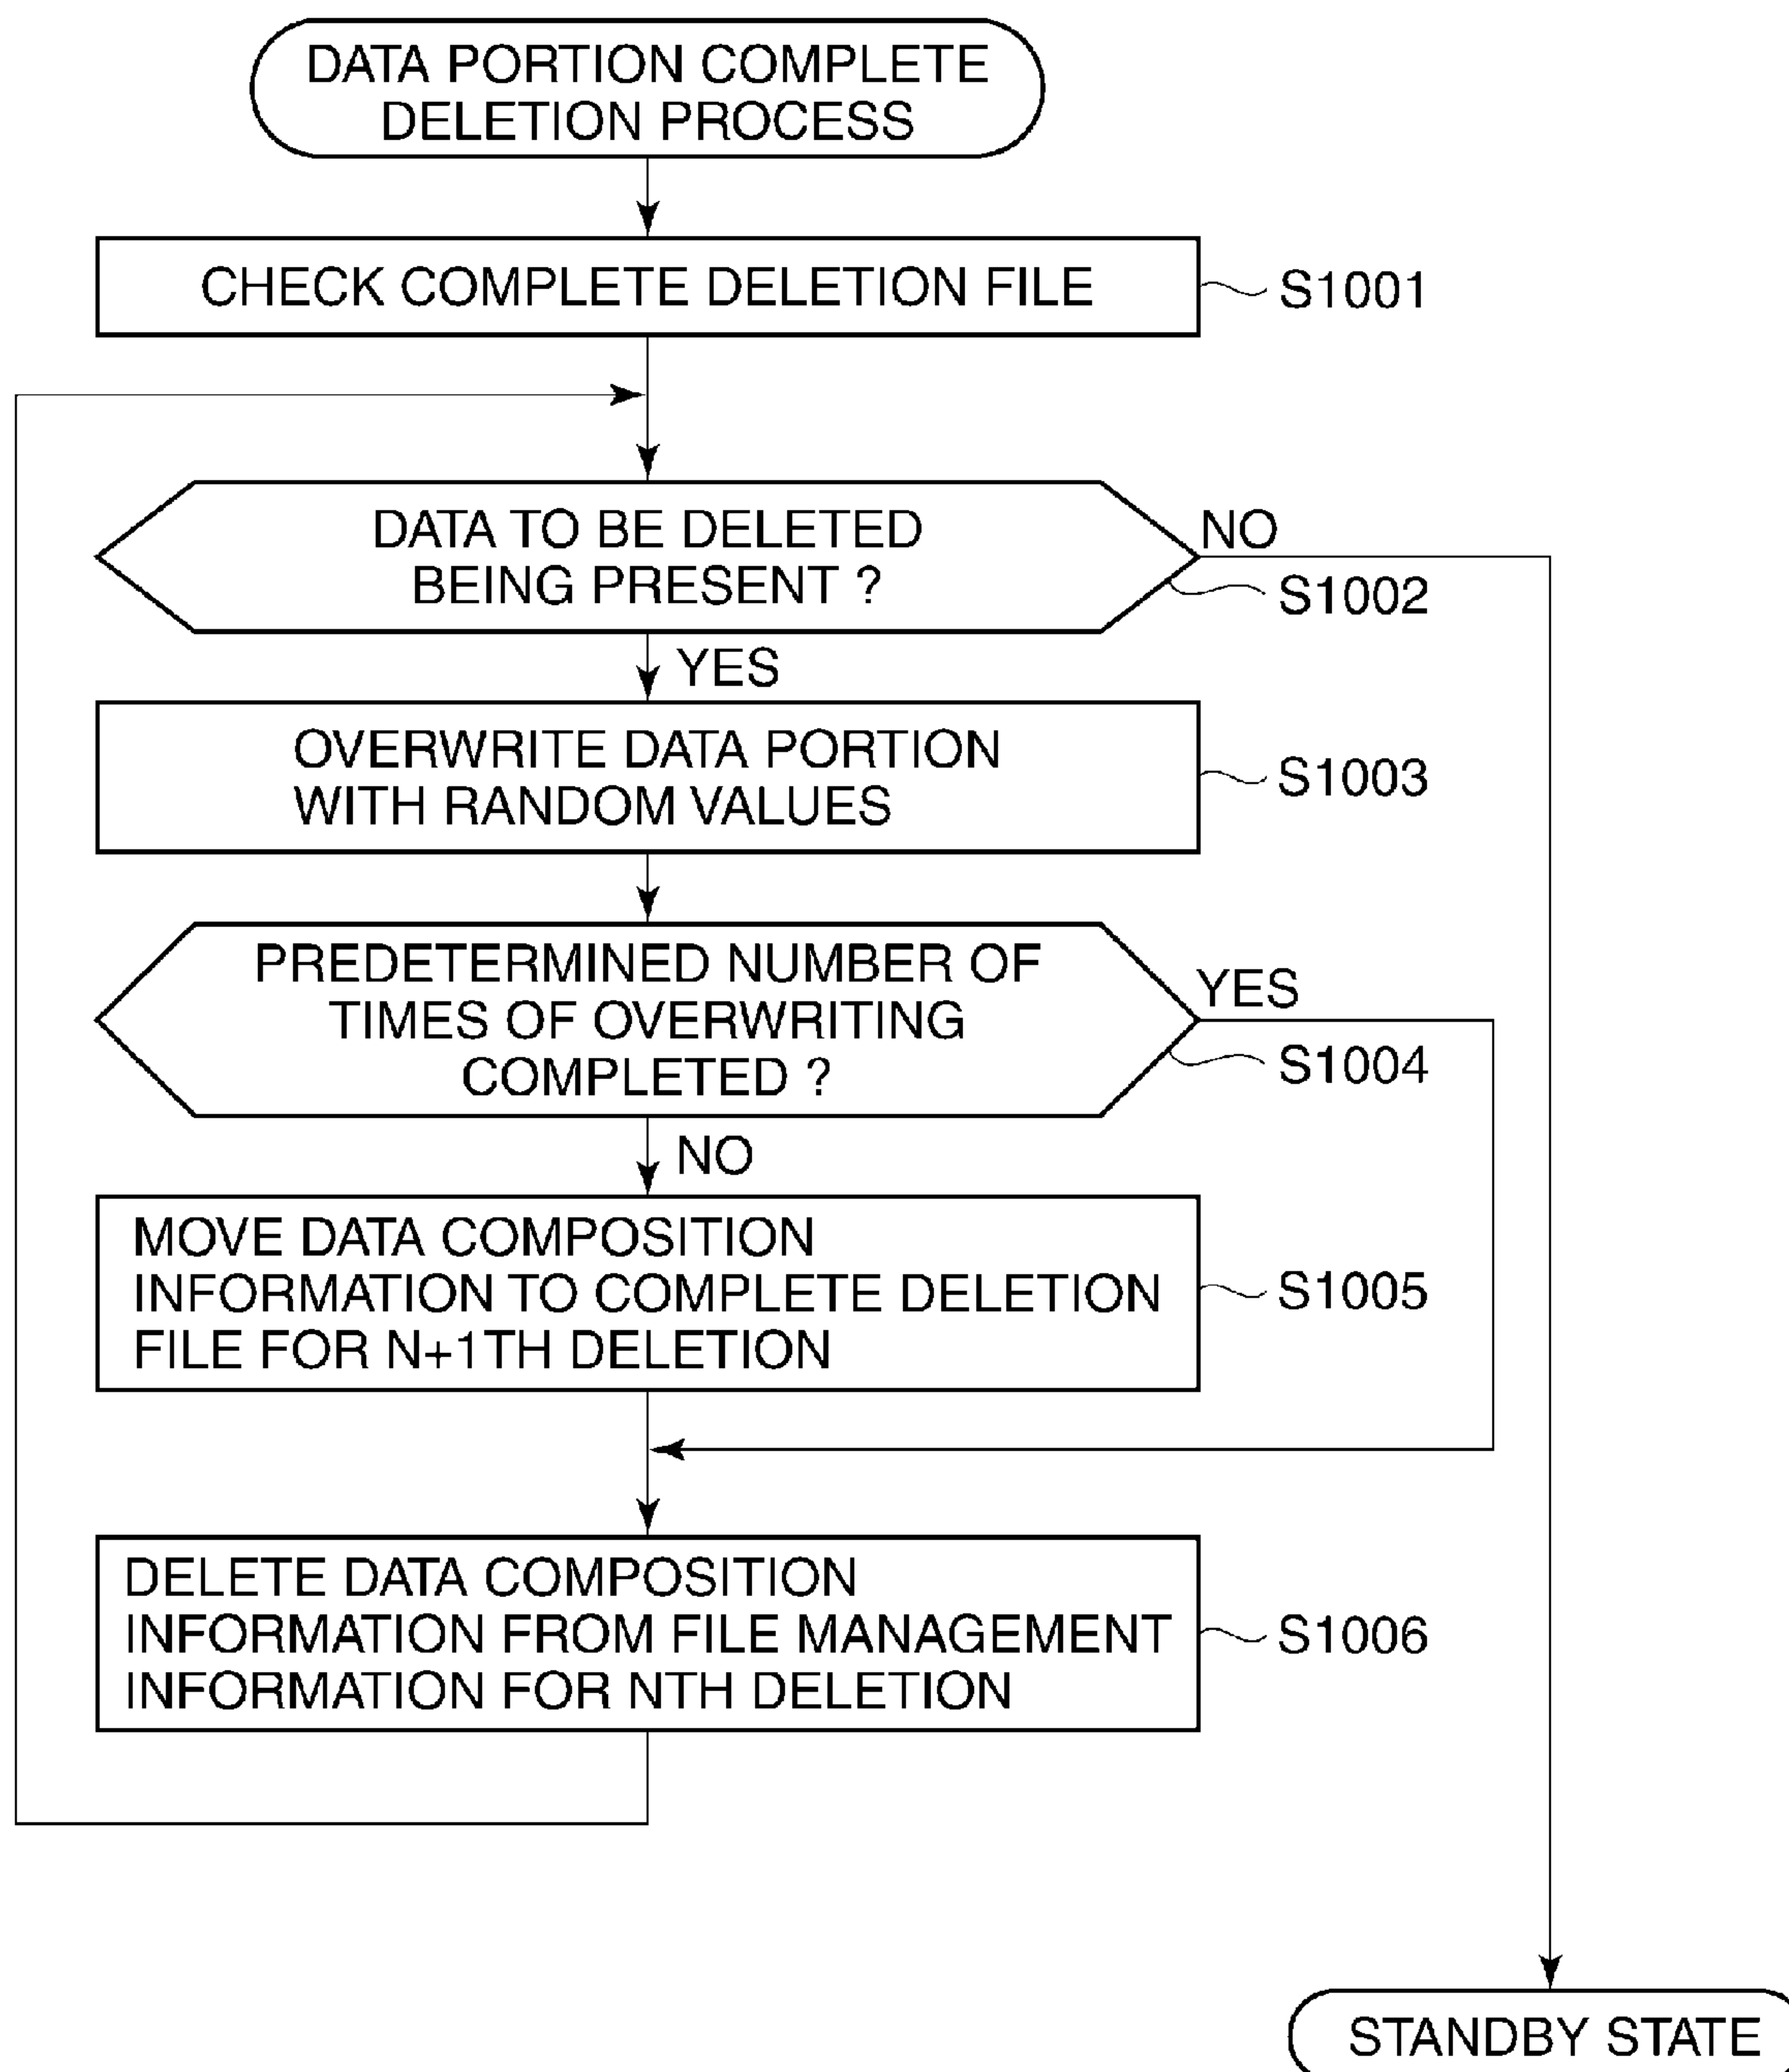 DATA PORTION COMPLETE
DELETION PROCESS
CHECK COMPLETE DELETION FILE
S1001
DATA TO BE DELETED
BEING PRESENT ?
NO
S1002
YES
OVERWRITE DATA PORTION
WITH RANDOM VALUES
S1003
PREDETERMINED NUMBER OF
TIMES OF OVERWRITING
COMPLETED ?
YES
S1004
NO
MOVE DATA COMPOSITION
INFORMATION TO COMPLETE DELETION
FILE FOR N+1TH DELETION
S1005
DELETE DATA COMPOSITION
INFORMATION FROM FILE MANAGEMENT
INFORMATION FOR NTH DELETION
S1006
STANDBY STATE